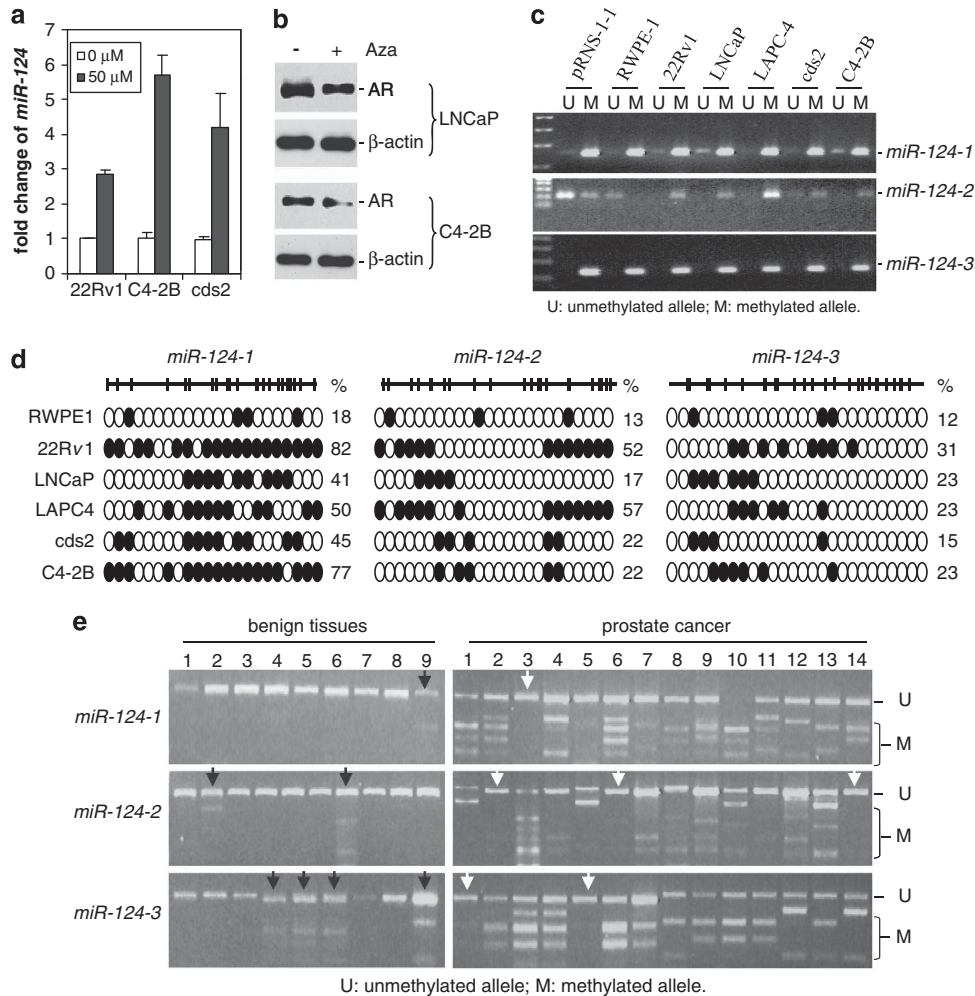 a
fold change of miR-124
7
6
5
4
3
2
1
0
0 μM
50 μM
22Rv1 C4-2B cds2
b
- + Aza
AR
β-actin
LNCaP
AR
β-actin
C4-2B
c
pRNS-1-1 RWPE-1 22Rv1 LNCaP LAPC-4 cds2 C4-2B
U M U M U M U M U M U M U M
miR-124-1
miR-124-2
miR-124-3
U: unmethylated allele; M: methylated allele.
d
miR-124-1 miR-124-2 miR-124-3
% % %
RWPE1 18 13 12
22Rv1 82 52 31
LNCaP 41 17 23
LAPC4 50 57 23
cds2 45 22 15
C4-2B 77 22 23
e
benign tissues prostate cancer
1 2 3 4 5 6 7 8 9 1 2 3 4 5 6 7 8 9 10 11 12 13 14
miR-124-1 U
M
miR-124-2 U
M
miR-124-3 U
M
U: unmethylated allele; M: methylated allele.